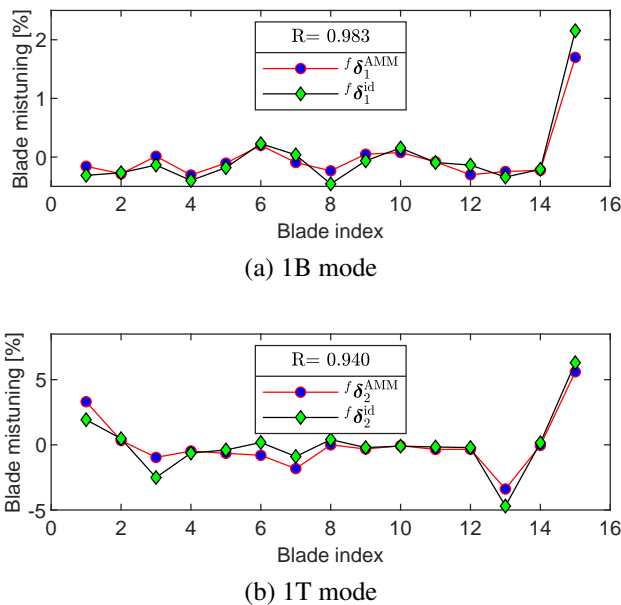 Blade mistuning [%]
2
1
0
R= 0.983
ᶠδ₁ᴬᴹᴹ
ᶠδ₁ⁱᵈ
0 2 4 6 8 10 12 14 16
Blade index
(a) 1B mode
Blade mistuning [%]
5
0
-5
R= 0.940
ᶠδ₂ᴬᴹᴹ
ᶠδ₂ⁱᵈ
0 2 4 6 8 10 12 14 16
Blade index
(b) 1T mode